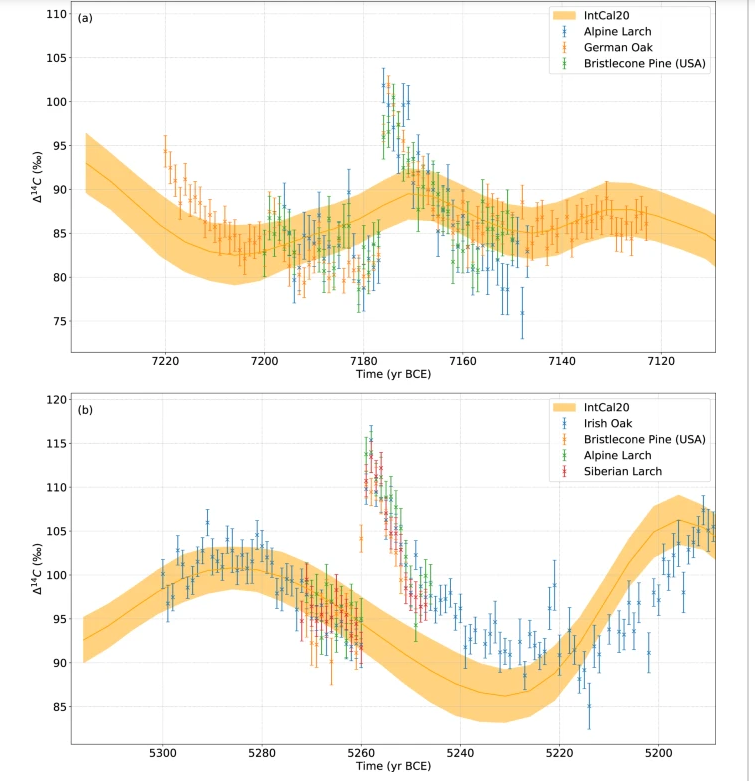 (a)
IntCal20
Alpine Larch
German Oak
Bristlecone Pine (USA)
110
105
100
95
90
85
80
75
Δ¹⁴C (‰)
7220
7200
7180
7160
7140
7120
Time (yr BCE)
(b)
IntCal20
Irish Oak
Bristlecone Pine (USA)
Alpine Larch
Siberian Larch
120
115
110
105
100
95
90
85
Δ¹⁴C (‰)
5300
5280
5260
5240
5220
5200
Time (yr BCE)